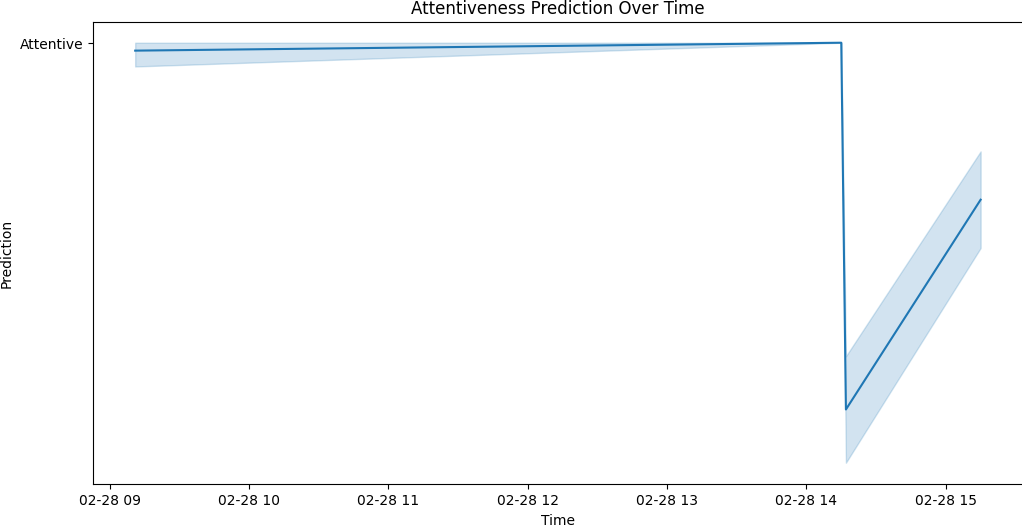 Attentiveness Prediction Over Time
Attentive
Prediction
02-28 09
02-28 10
02-28 11
02-28 12
02-28 13
02-28 14
02-28 15
Time